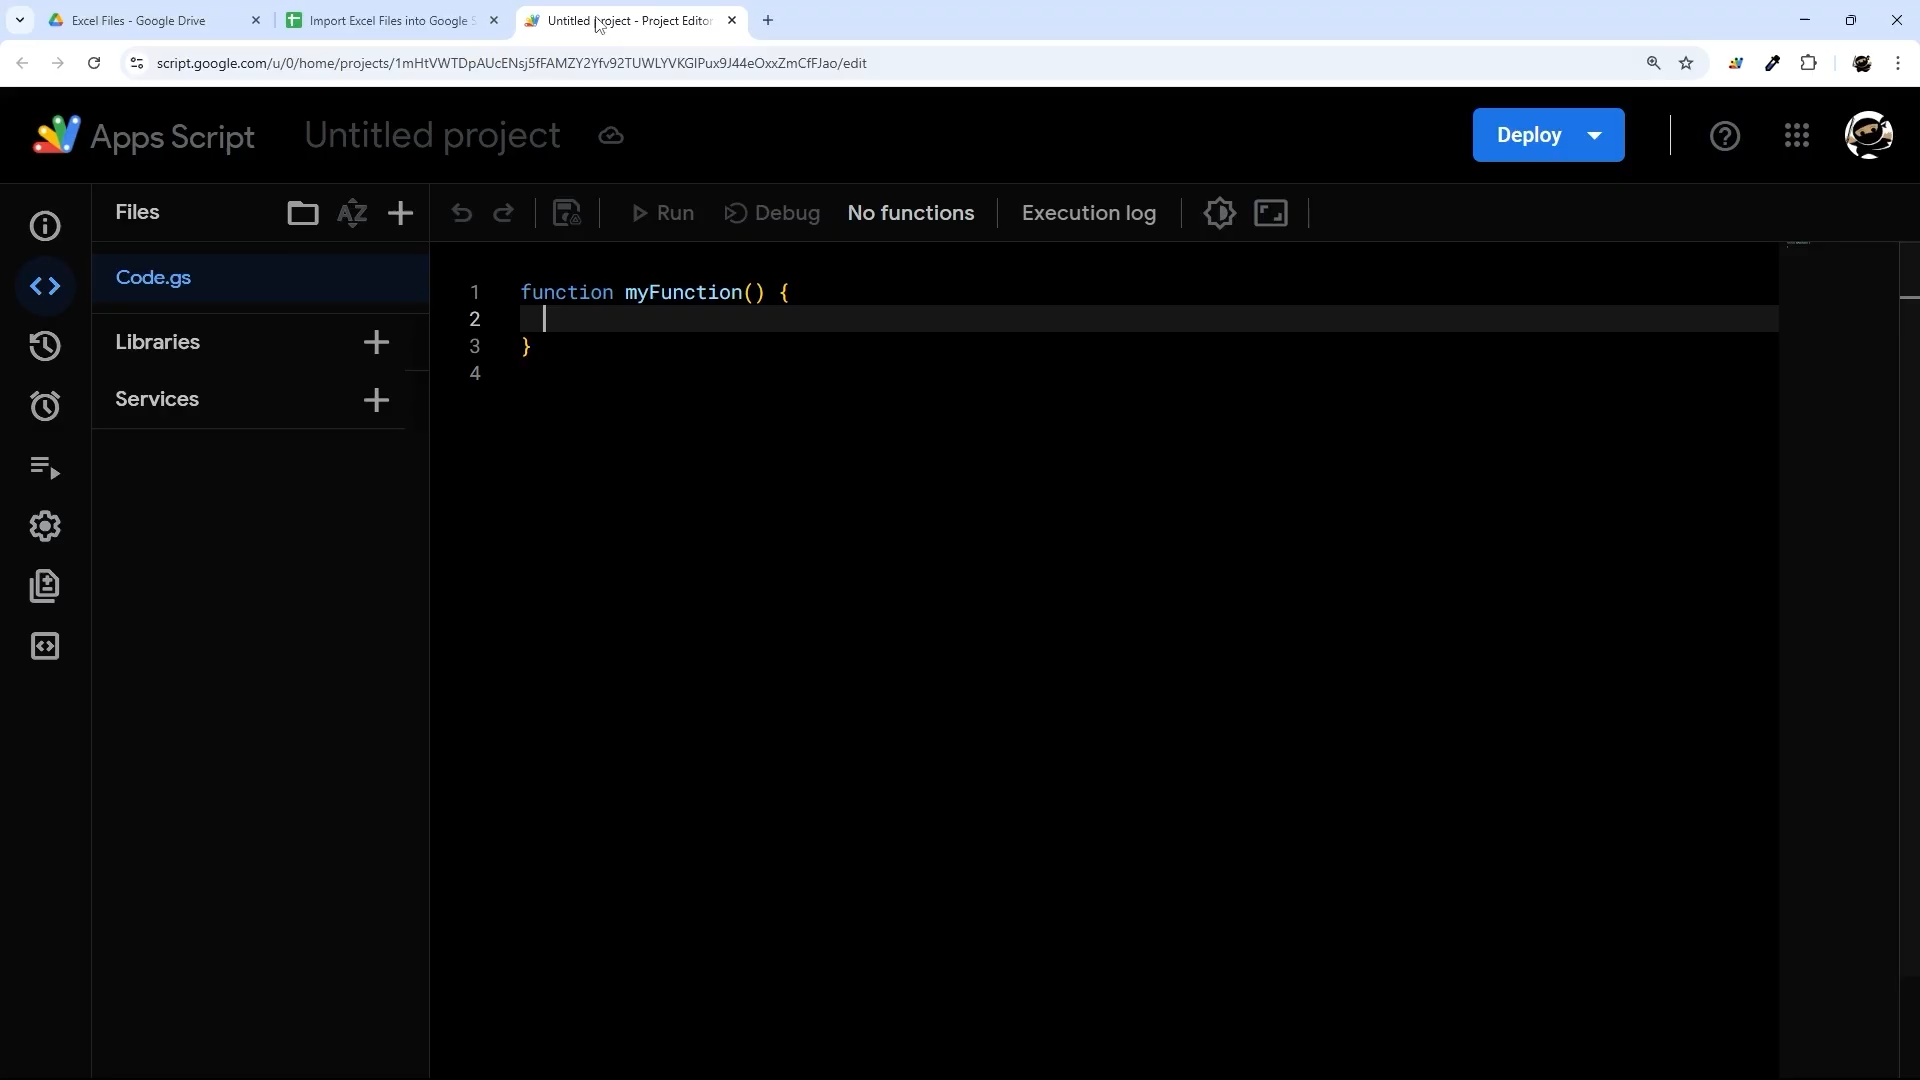 Excel Files - Google Drive
Import Excel Files into Google S
Untitled project - Project Editor
script.google.com/u/0/home/projects/1mHtVWTDpAUcENsj5fFAMZY2Yfv92TUWLYVKGlPux9J44eOxxZmCfFJao/edit
Apps Script
Untitled project
Deploy
Files
AZ
Run
Debug
No functions
Execution log
Code.gs
Libraries
Services
1 function myFunction() {
2
3 }
4